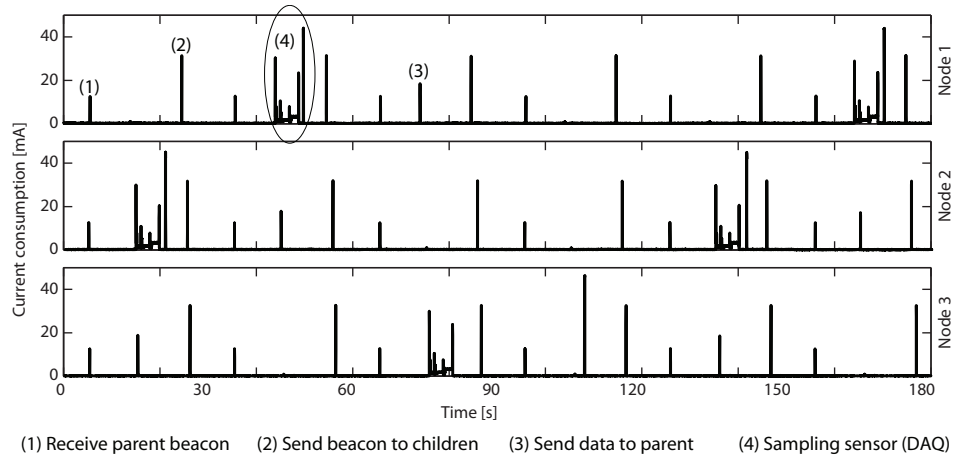 40
20
0
(1)
(2)
(4)
(3)
Node 1
40
20
0
Node 2
40
20
0
Node 3
Current consumption [mA]
0 30 60 90 120 150 180
Time [s]
(1) Receive parent beacon (2) Send beacon to children (3) Send data to parent (4) Sampling sensor (DAQ)